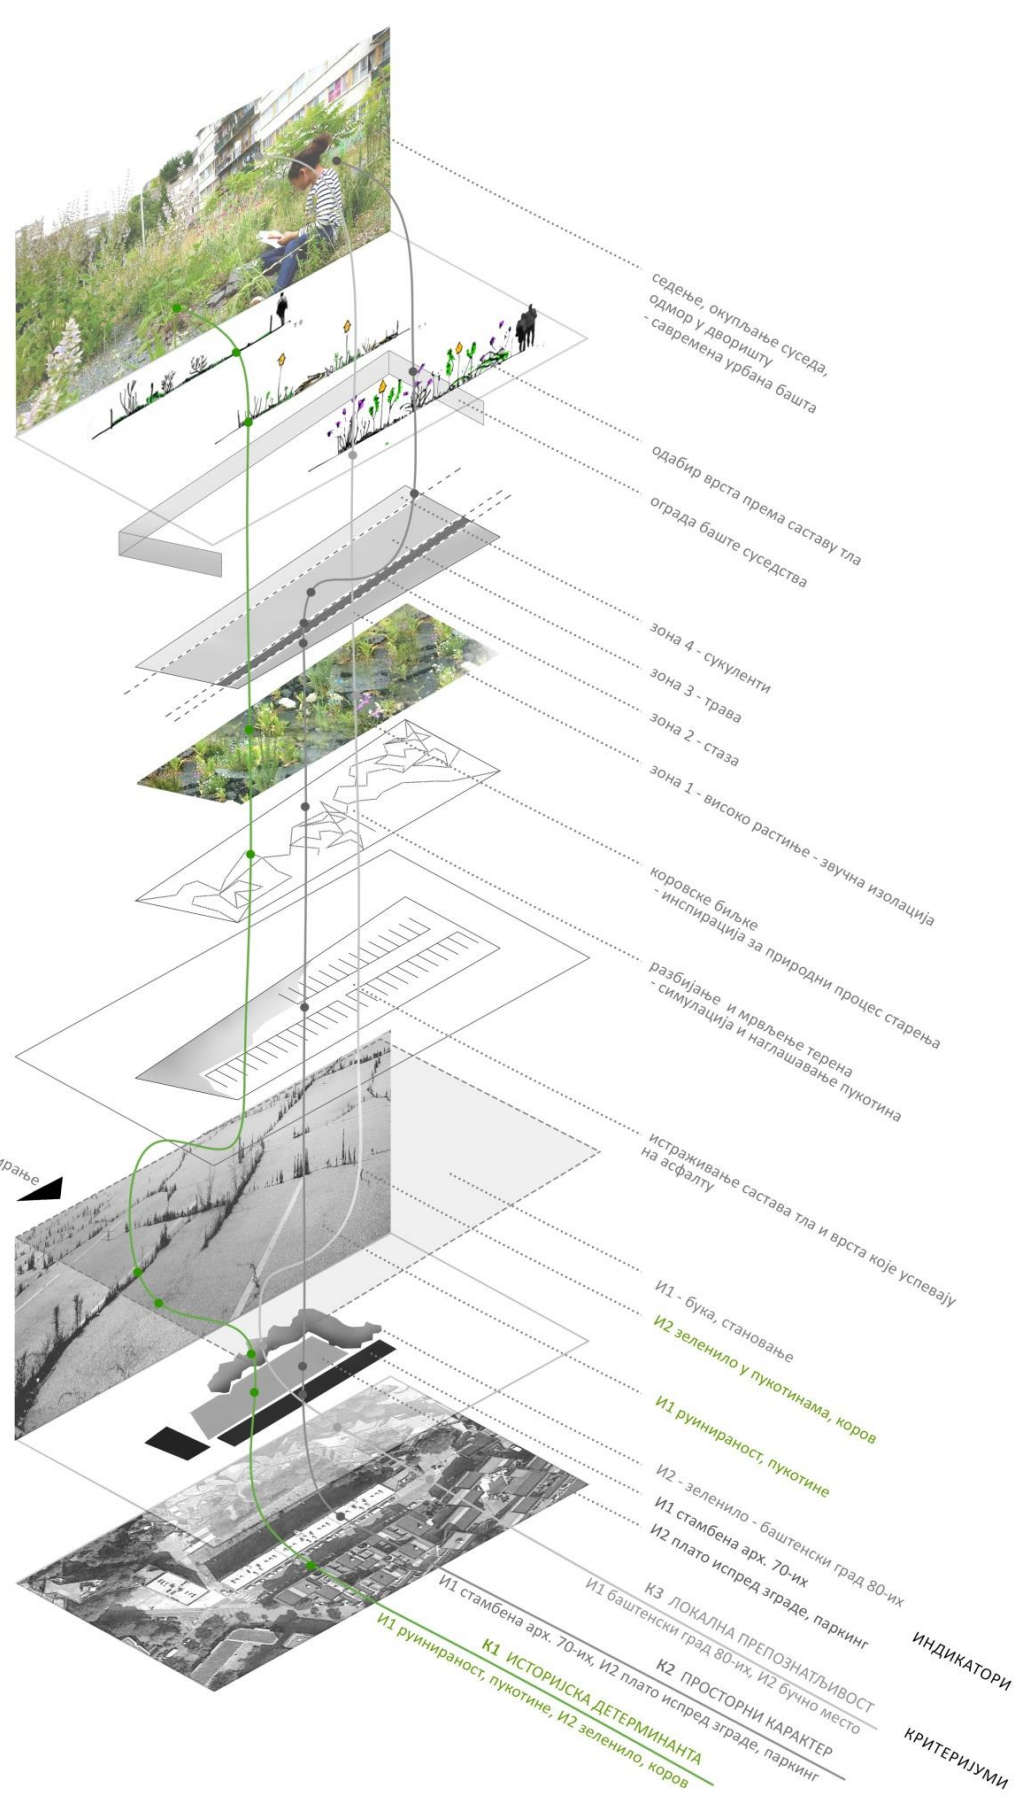 седење, окупљање суседа,
одмор у дворишту
- савремена урбана башта
одабир врста према саставу тла
ограда баште суседства
зона 4 - сукуленти
зона 3 - трава
зона 2 - стаза
зона 1 - високо растиње - звучна изолација
коровске биљке
- инспирација за природни процес старења
разбијање и мрвљење терена
- симулација и наглашавање пукотина
истраживање састава тла и врста које успевају
на асфалту
И1 - бука, становање
И2 зеленило у пукотинама, коров
И1 руинираност, пукотине
И2 - зеленило - баштенски град 80-их
И1 стамбена арх. 70-их
И2 плато испред зграде, паркинг
ИНДИКАТОРИ
К3 ЛОКАЛНА ПРЕПОЗНАТЉИВОСТ
И1 баштенски град 80-их, И2 бучно место
К2 ПРОСТОРНИ КАРАКТЕР
И1 стамбена арх. 70-их, И2 плато испред зграде, паркинг
К1 ИСТОРИЈСКА ДЕТЕРМИНАНТА
И1 руинираност, пукотине, И2 зеленило, коров
КРИТЕРИЈУМИ